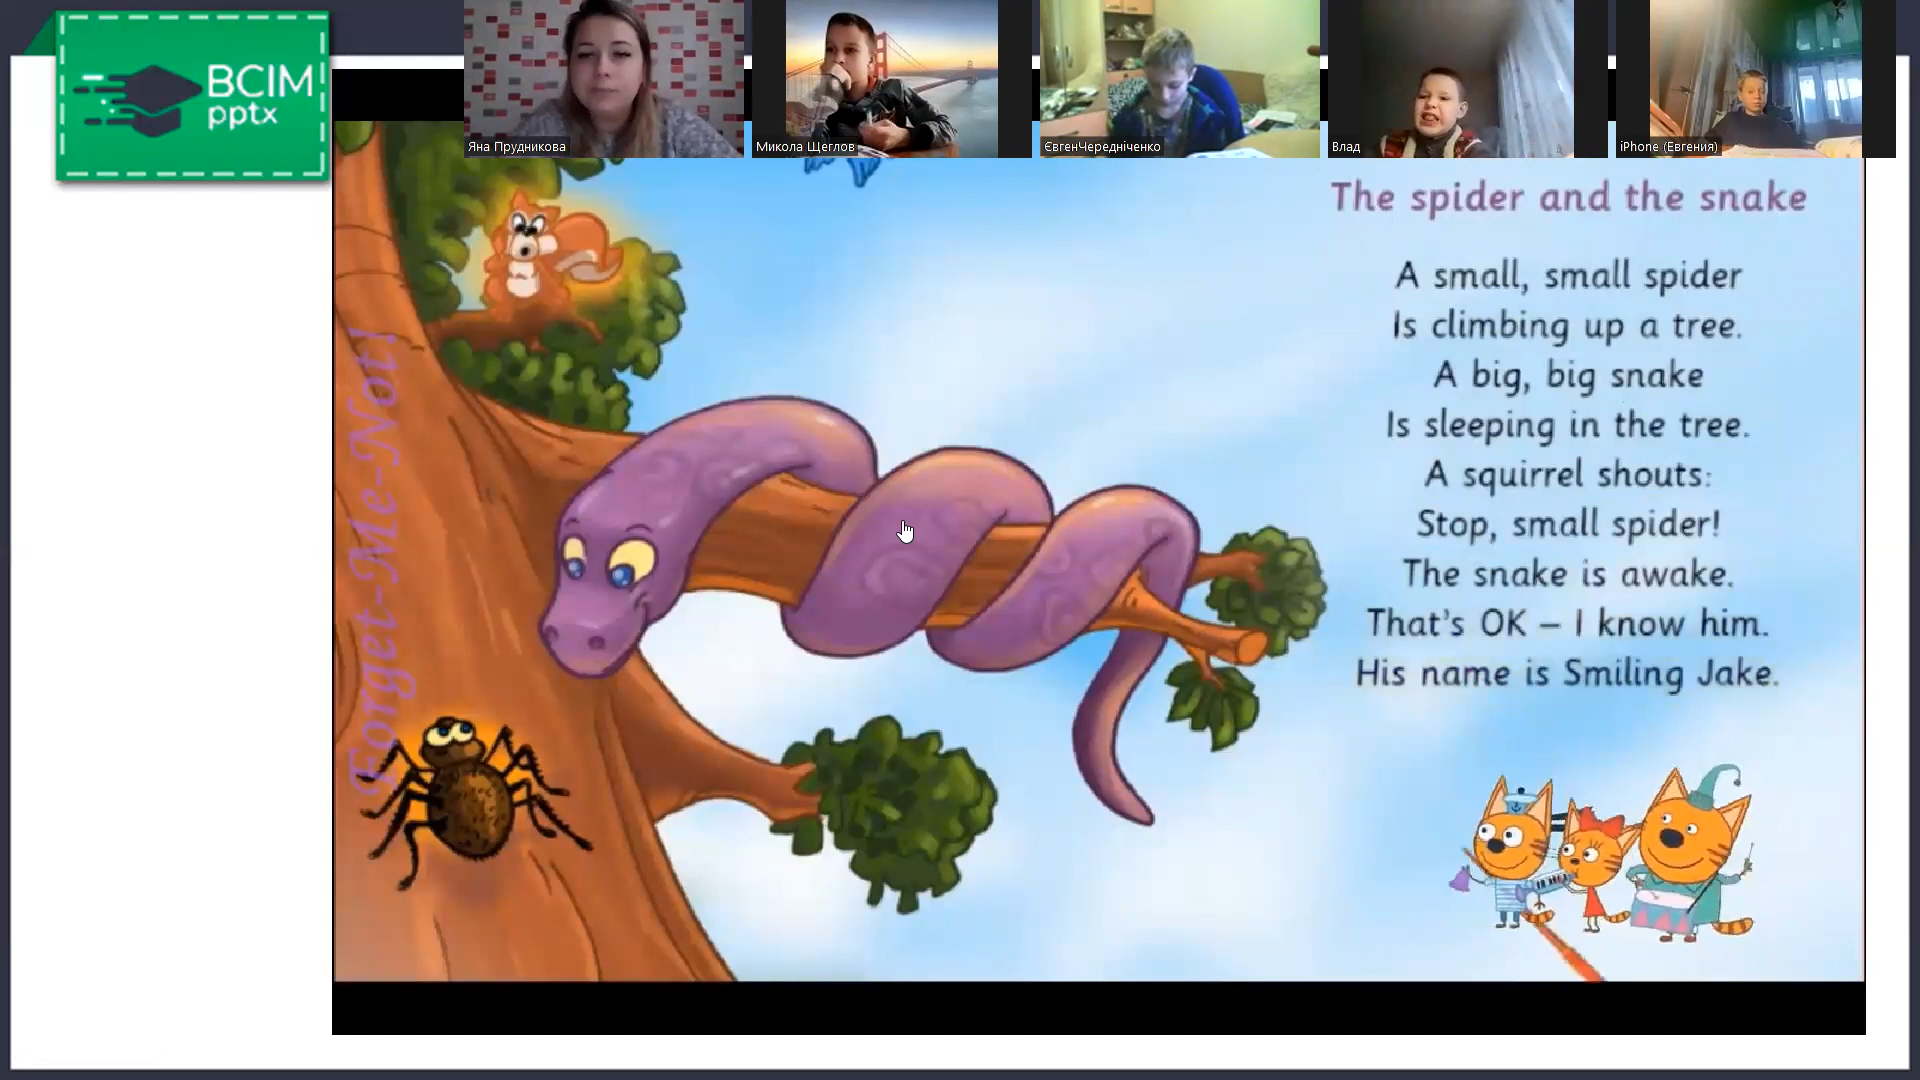 ВСІМ
pptx
Яна Прудникова
Микола Щеглов
ЄвгенЧередніченко
Влад
iPhone (Евгения)
The spider and the snake
A small, small spider
Is climbing up a tree.
A big, big snake
Is sleeping in the tree.
A squirrel shouts:
Stop, small spider!
The snake is awake.
That's OK – I know him.
His name is Smiling Jake.
Forget-Me-Not!